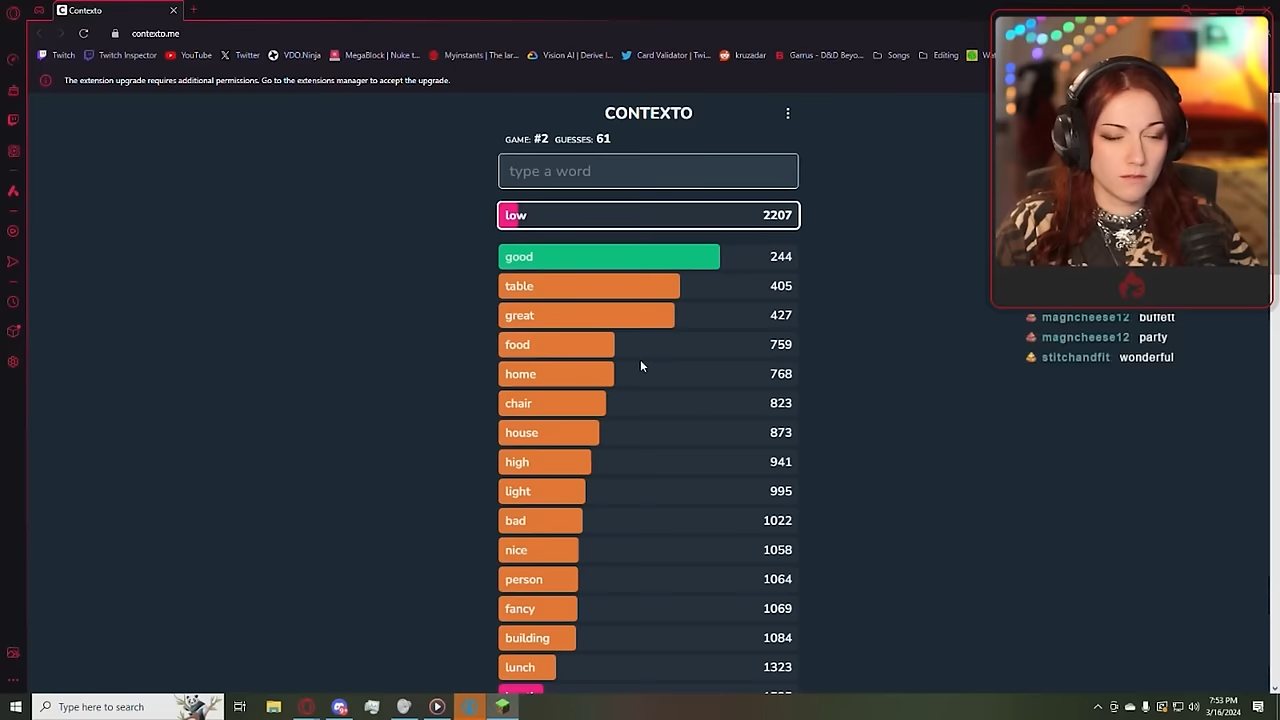 Contexto
contexto.me
Twitch
Twitch Inspector
YouTube
Twitter
VDO.Ninja
MegaBlock | Nuke t...
Myinstants | The lar...
Vision AI | Derive I...
Card Validator | Twi...
kruzadar
Garrus - D&D Beyo...
Songs
Editing
The extension upgrade requires additional permissions. Go to the extensions manager to accept the upgrade.
CONTEXTO
GAME: #2 GUESSES: 61
type a word
low 2207
good 244
table 405
great 427
food 759
home 768
chair 823
house 873
high 941
light 995
bad 1022
nice 1058
person 1064
fancy 1069
building 1084
lunch 1323
magncheese12 buffett
magncheese12 party
stitchandfit wonderful
Type here to search
7:53 PM
3/16/2024